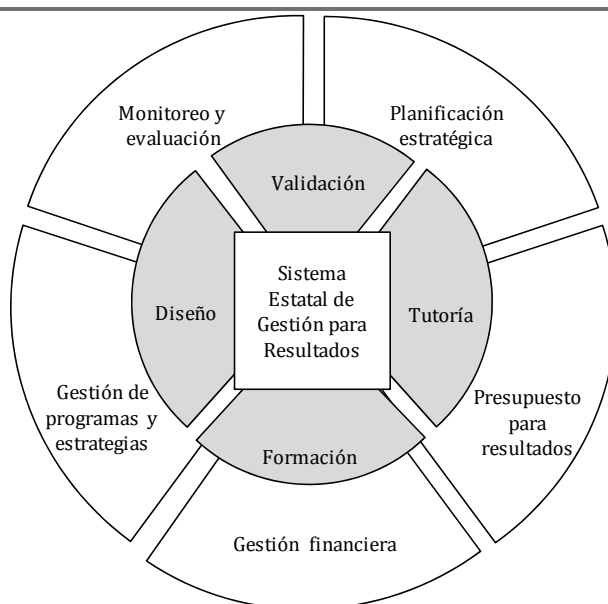 Monitoreo y
evaluación
Planificación
estratégica
Validación
Sistema
Estatal de
Gestión para
Resultados
Diseño
Tutoría
Gestión de
programas y
estrategias
Presupuesto
para
resultados
Formación
Gestión financiera